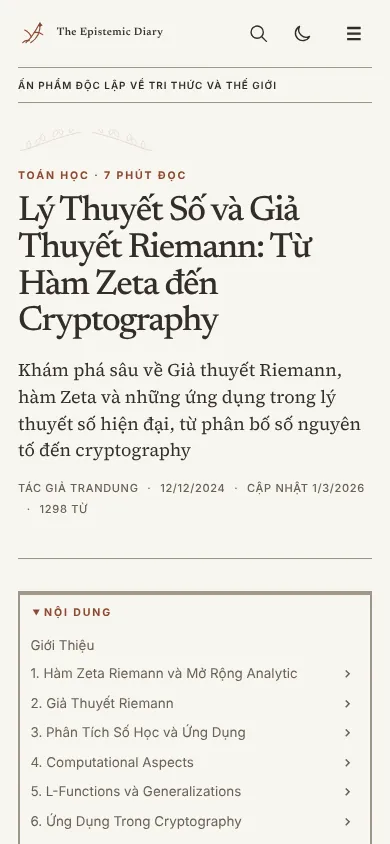 The Epistemic Diary
ẤN PHẨM ĐỘC LẬP VỀ TRI THỨC VÀ THẾ GIỚI
TOÁN HỌC · 7 PHÚT ĐỌC
Lý Thuyết Số và Giả
Thuyết Riemann: Từ
Hàm Zeta đến
Cryptography
Khám phá sâu về Giả thuyết Riemann,
hàm Zeta và những ứng dụng trong lý
thuyết số hiện đại, từ phân bố số nguyên
tố đến cryptography
TÁC GIẢ TRANDUNG · 12/12/2024 · CẬP NHẬT 1/3/2026
· 1298 TỪ
NỘI DUNG
Giới Thiệu
1. Hàm Zeta Riemann và Mở Rộng Analytic
2. Giả Thuyết Riemann
3. Phân Tích Số Học và Ứng Dụng
4. Computational Aspects
5. L-Functions và Generalizations
6. Ứng Dụng Trong Cryptography